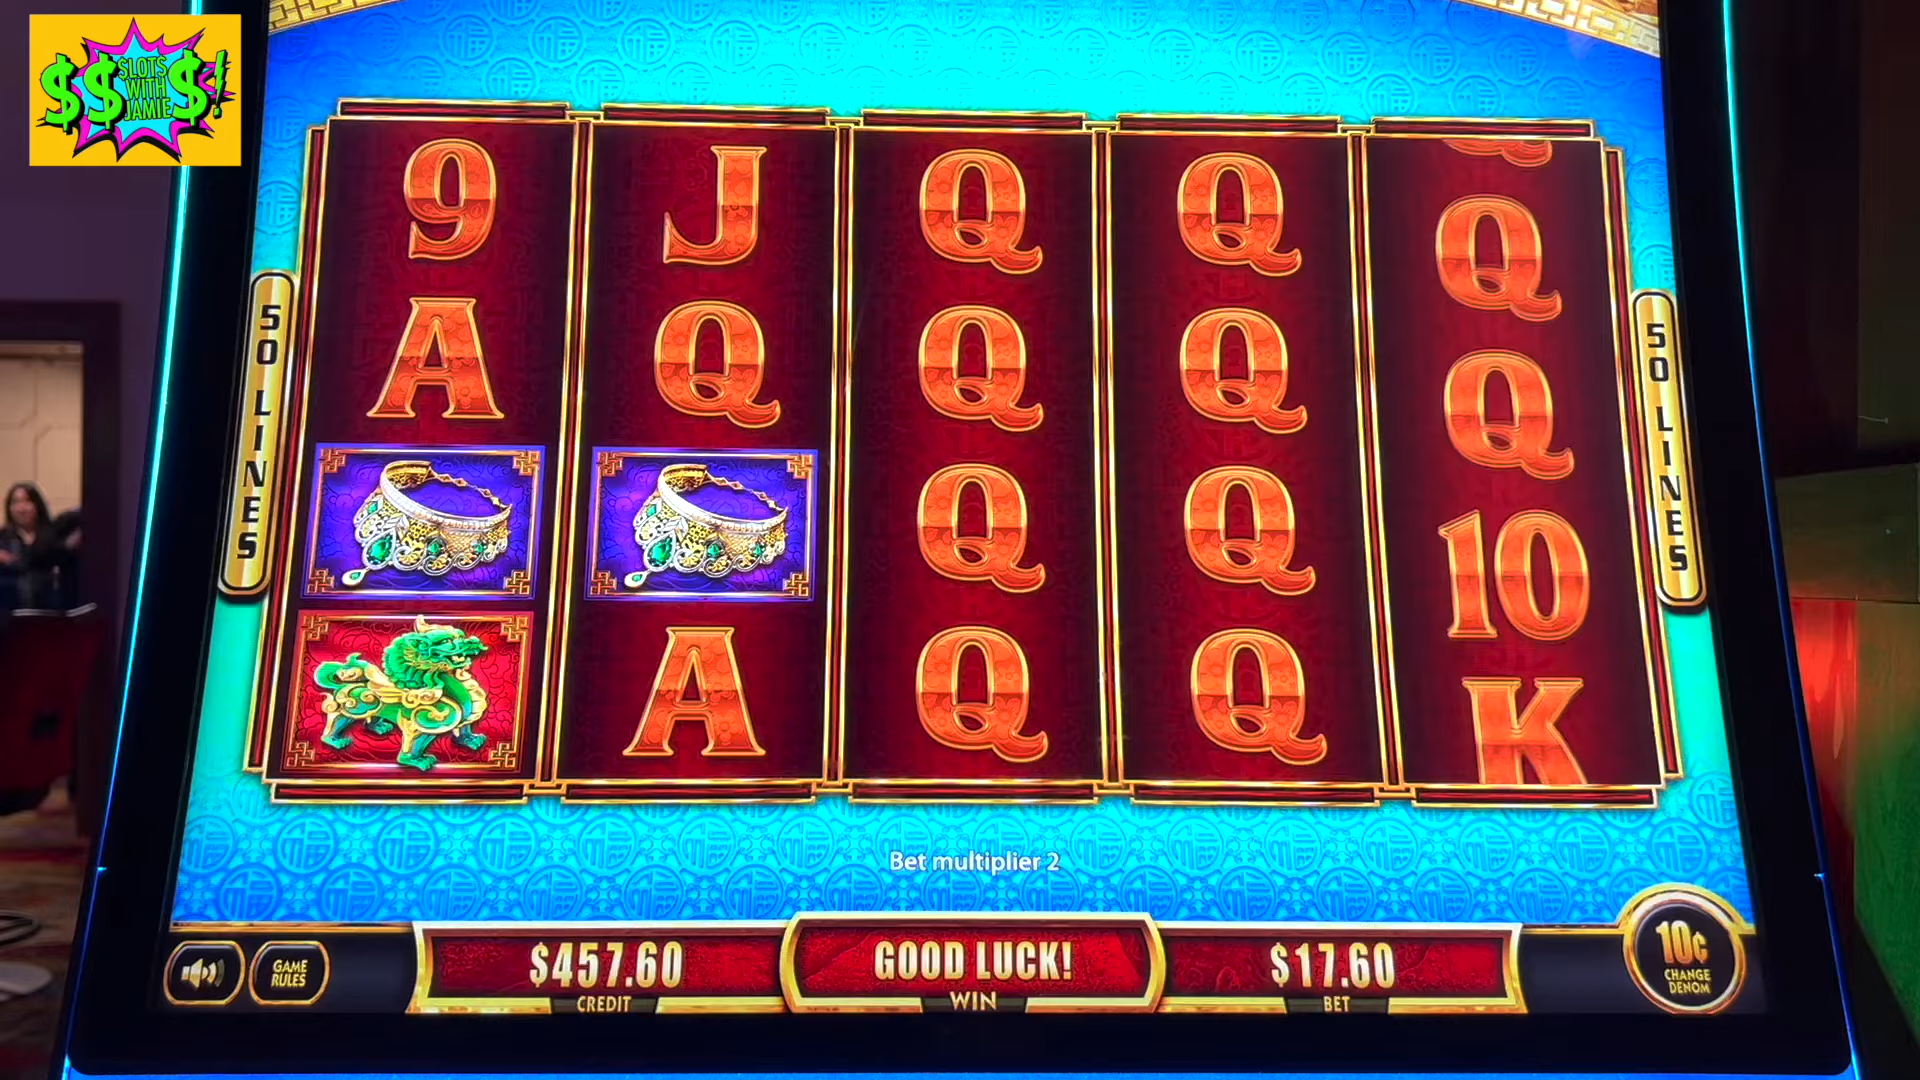 $$$!
SLOTS
WITH
JAMIE
9 J Q Q Q
A Q Q Q Q
Q Q 10
A Q Q K
50 LINES
50 LINES
Bet multiplier 2
GAME
RULES
$457.60
CREDIT
GOOD LUCK!
WIN
$17.60
BET
10¢
CHANGE
DENOM